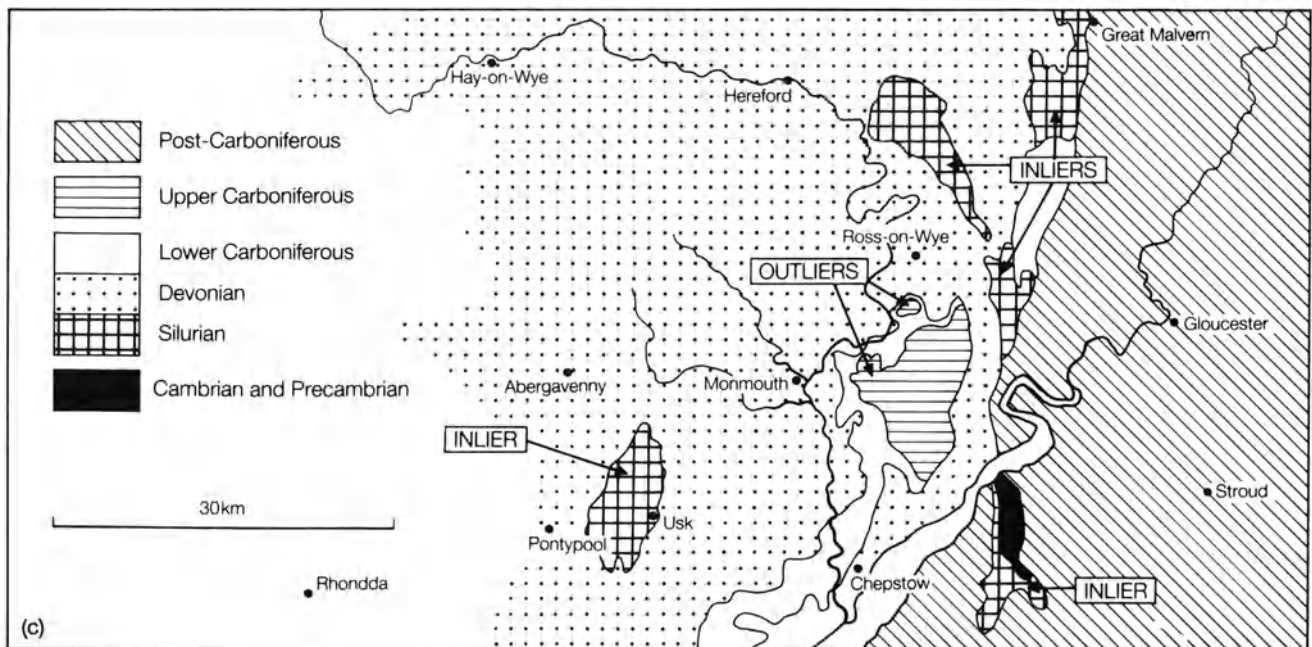 Great Malvern
Hay-on-Wye
Hereford
Post-Carboniferous
Upper Carboniferous
Lower Carboniferous
Devonian
Silurian
Cambrian and Precambrian
INLIERS
Ross-on-Wye
OUTLIERS
Gloucester
Abergavenny
Monmouth
INLIER
30km
Stroud
Usk
Pontypool
Rhondda
Chepstow
INLIER
(c)